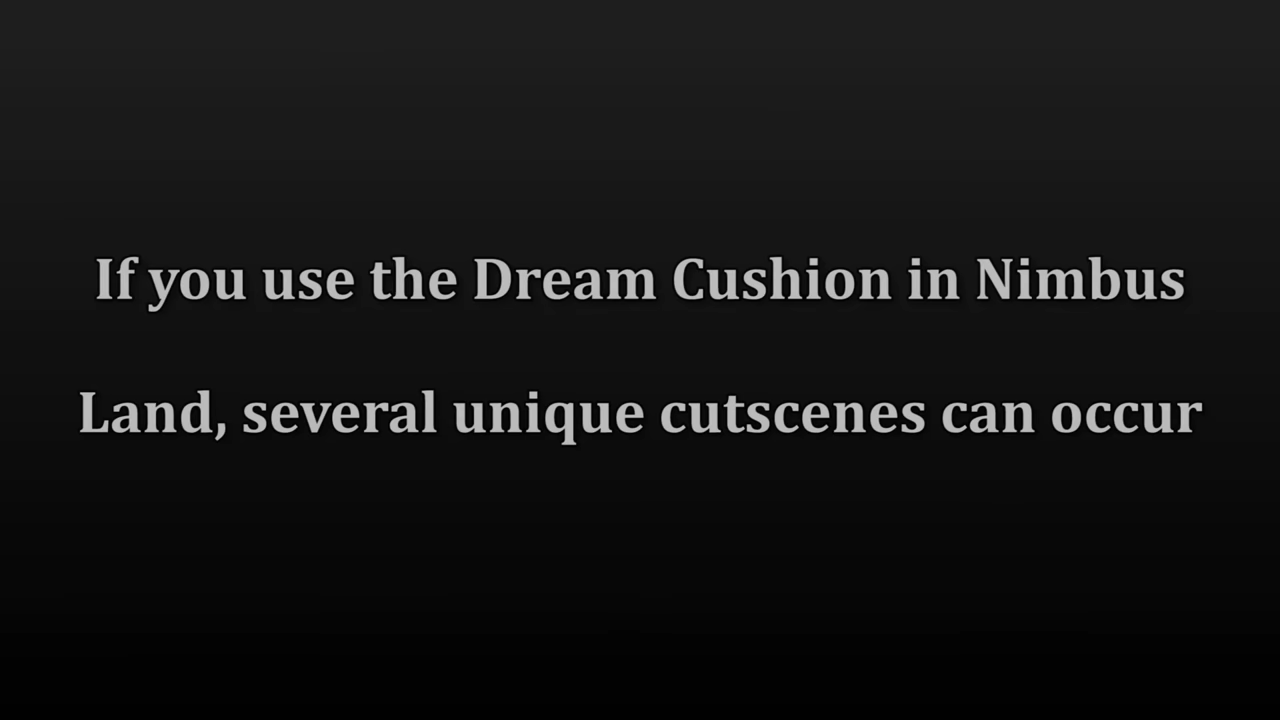 If you use the Dream Cushion in Nimbus
Land, several unique cutscenes can occur